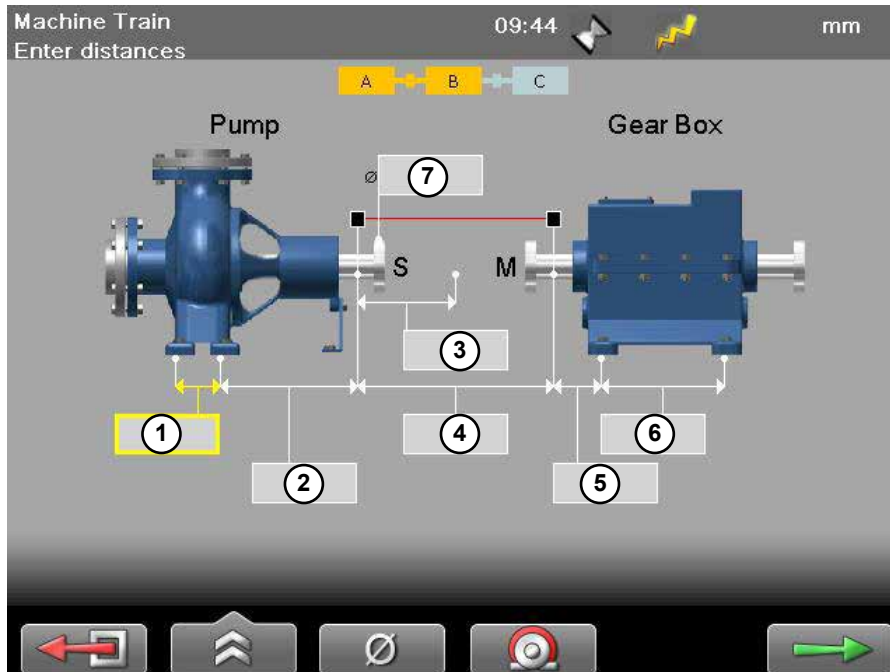 Machine Train
Enter distances
09:44
mm
A
B
C
Pump
Gear Box
Ø
7
S
M
3
1
4
6
2
5
Ø